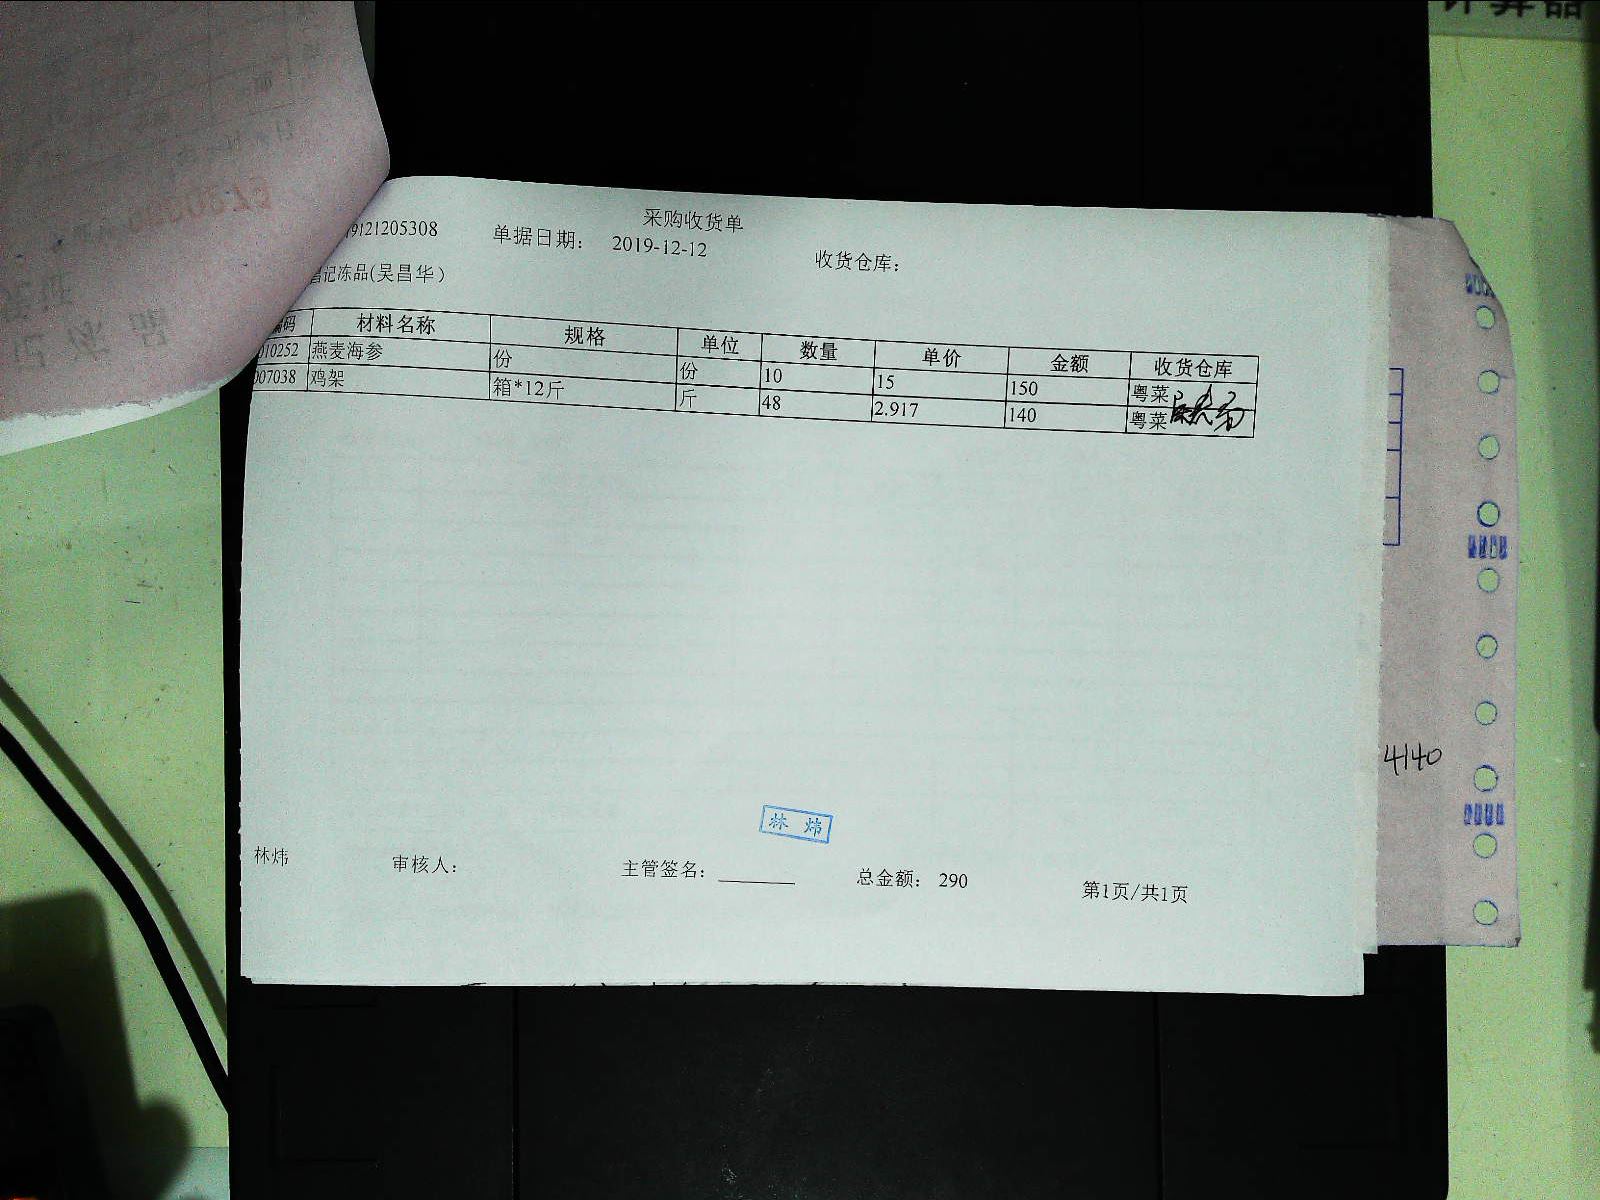 计算器
采购收货单
19121205308 单据日期： 2019-12-12 收货仓库：
昌记冻品(吴昌华)
编码 材料名称 规格 单位 数量 单价 金额 收货仓库
010252 燕麦海参 份 份 10 15 150 粤菜
007038 鸡架 箱*12斤 斤 48 2.917 140 粤菜
4140
林 炜
林炜 审核人： 主管签名： 总金额： 290 第1页/共1页